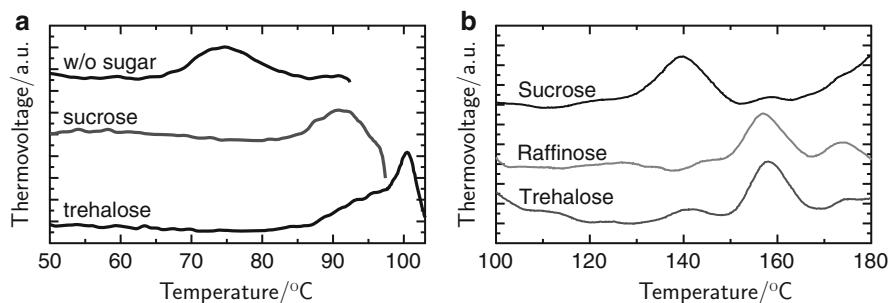 a
w/o sugar
sucrose
trehalose
Thermovoltage/a.u.
50 60 70 80 90 100
Temperature/°C
b
Sucrose
Raffinose
Trehalose
Thermovoltage/a.u.
100 120 140 160 180
Temperature/°C